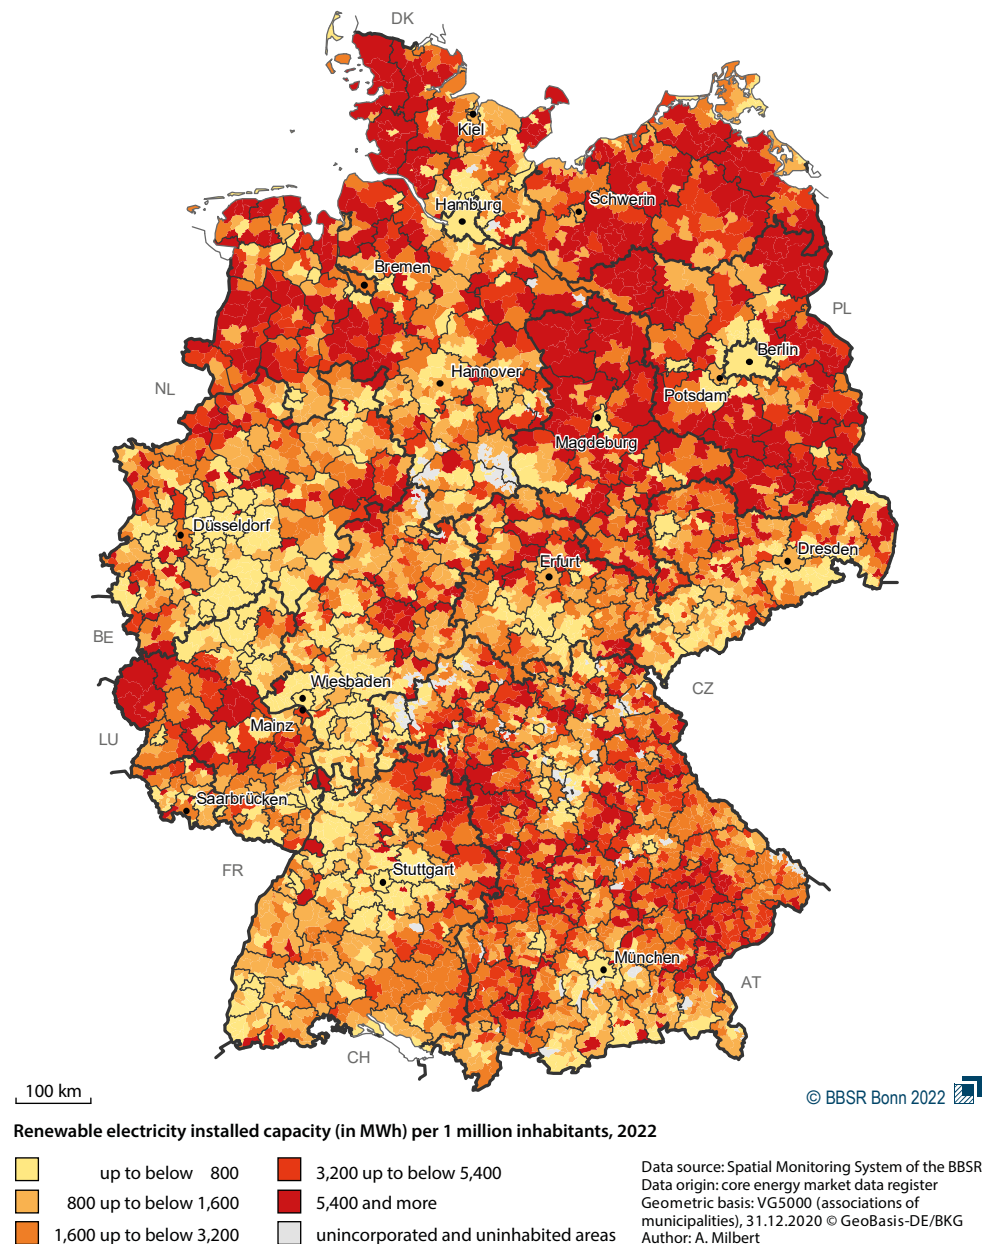 DK
Kiel
Hamburg
Schwerin
Bremen
PL
Berlin
Hannover
NL
Potsdam
Magdeburg
Düsseldorf
Dresden
Erfurt
BE
Wiesbaden
CZ
Mainz
LU
Saarbrücken
FR
Stuttgart
München
AT
CH
100 km
© BBSR Bonn 2022
Renewable electricity installed capacity (in MWh) per 1 million inhabitants, 2022
up to below 800
800 up to below 1,600
1,600 up to below 3,200
3,200 up to below 5,400
5,400 and more
unincorporated and uninhabited areas
Data source: Spatial Monitoring System of the BBSR
Data origin: core energy market data register
Geometric basis: VG5000 (associations of
municipalities), 31.12.2020 © GeoBasis-DE/BKG
Author: A. Milbert